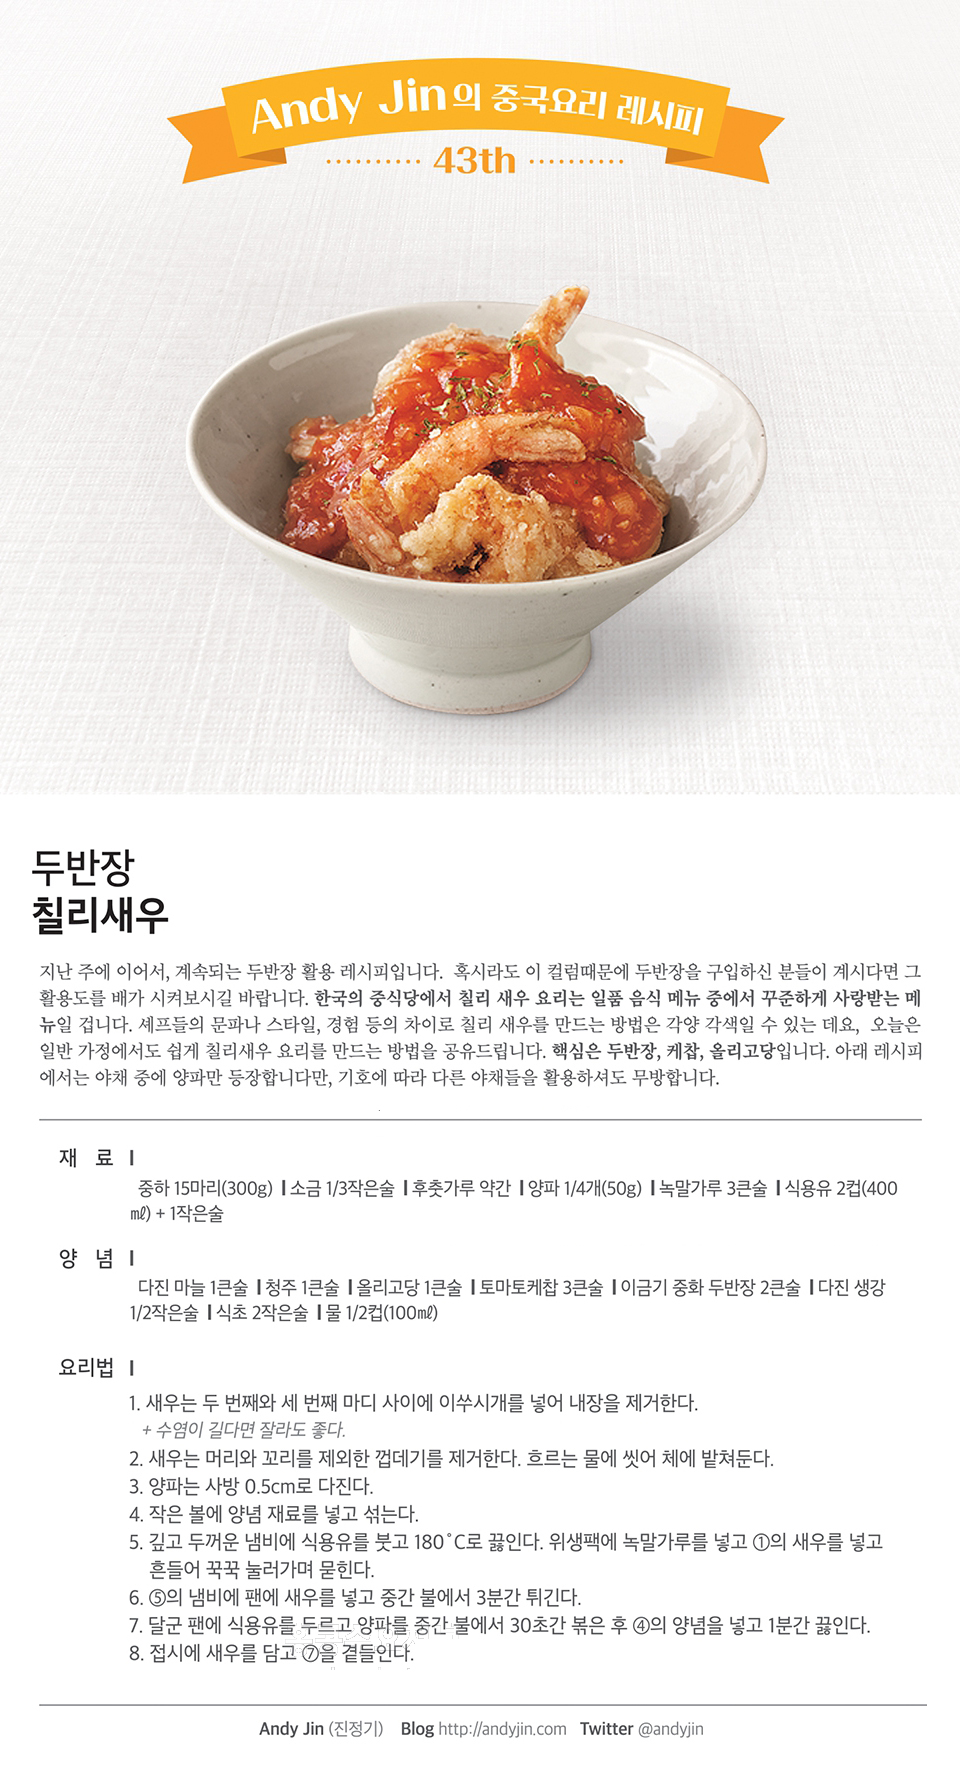 Andy Jin의 중국요리 레시피
43th
두반장
칠리새우
지난 주에 이어서, 계속되는 두반장 활용 레시피입니다. 혹시라도 이 컬럼때문에 두반장을 구입하신 분들이 계시다면 그
활용도를 배가 시켜보시길 바랍니다. 한국의 중식당에서 칠리 새우 요리는 일품 음식 메뉴 중에서 꾸준하게 사랑받는 메
뉴일 겁니다. 셰프들의 문파나 스타일, 경험 등의 차이로 칠리 새우를 만드는 방법은 각양 각색일 수 있는 데요, 오늘은
일반 가정에서도 쉽게 칠리새우 요리를 만드는 방법을 공유드립니다. 핵심은 두반장, 케찹, 올리고당입니다. 아래 레시피
에서는 야채 중에 양파만 등장합니다만, 기호에 따라 다른 야채들을 활용하셔도 무방합니다.
재 료 I
중하 15마리(300g) I 소금 1/3작은술 I 후춧가루 약간 I 양파 1/4개(50g) I 녹말가루 3큰술 I 식용유 2컵(400
㎖) + 1작은술
양 념 I
다진 마늘 1큰술 I 청주 1큰술 I 올리고당 1큰술 I 토마토케찹 3큰술 I 이금기 중화 두반장 2큰술 I 다진 생강
1/2작은술 I 식초 2작은술 I 물 1/2컵(100㎖)
요리법 I
1. 새우는 두 번째와 세 번째 마디 사이에 이쑤시개를 넣어 내장을 제거한다.
+ 수염이 길다면 잘라도 좋다.
2. 새우는 머리와 꼬리를 제외한 껍데기를 제거한다. 흐르는 물에 씻어 체에 밭쳐둔다.
3. 양파는 사방 0.5cm로 다진다.
4. 작은 볼에 양념 재료를 넣고 섞는다.
5. 깊고 두꺼운 냄비에 식용유를 붓고 180˚C로 끓인다. 위생팩에 녹말가루를 넣고 ①의 새우를 넣고
흔들어 꾹꾹 눌러가며 묻힌다.
6. ⑤의 냄비에 팬에 새우를 넣고 중간 불에서 3분간 튀긴다.
7. 달군 팬에 식용유를 두르고 양파를 중간 불에서 30초간 볶은 후 ④의 양념을 넣고 1분간 끓인다.
8. 접시에 새우를 담고 ⑦을 곁들인다.
Andy Jin (진정기) Blog http://andyjin.com Twitter @andyjin